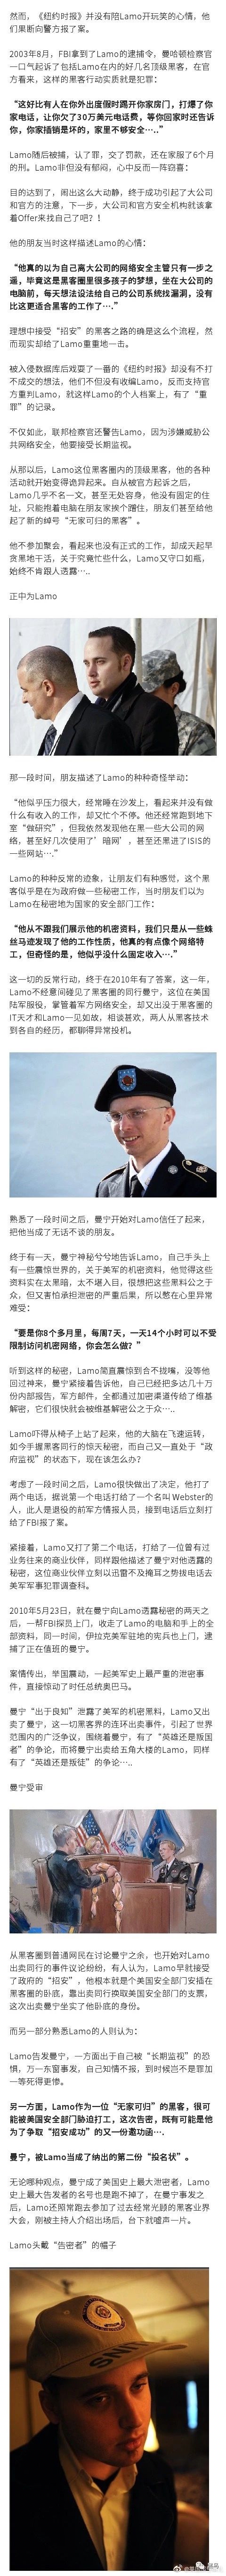 然而，《纽约时报》并没有陪Lamo开玩笑的心情，他
们果断向警方报了案。
2003年8月，FBI拿到了Lamo的逮捕令，曼哈顿检察官
一口气起诉了包括Lamo在内的好几名顶级黑客，在官
方看来，这样的黑客行动实质就是犯罪：
“这好比有人在你外出度假时踢开你家房门，打爆了你
家电话，让你欠了30万美元电话费，等你回家时还告诉
你，你家插销是坏的，家里不够安全…..”
Lamo随后被捕，认了罪，交了罚款，还在家服了6个月
的刑。Lamo非但没有郁闷，心中反而一阵窃喜：
目的达到了，闹出这么大动静，终于成功引起了大公司
和官方的注意，下一步，大公司和官方安全机构就该拿
着Offer来找自己了吧？！
他的朋友当时这样描述Lamo的心情：
“他真的以为自己离大公司的网络安全主管只有一步之
遥，毕竟这是黑客圈里很多孩子的梦想，坐在大公司的
电脑前，每天想方设法给自己的公司系统找漏洞，没有
比这更适合黑客的工作了….”
理想中接受“招安”的黑客之路的确是这么个流程，然
而现实却给了Lamo重重地一击。
被入侵数据库后戏耍了一番的《纽约时报》却没有不打
不成交的想法，他们不但没有收编Lamo，反而支持官
方重判Lamo，就这样Lamo的个人档案上，有了“重
罪”的记录。
不仅如此，联邦检察官还警告Lamo，因为涉嫌威胁公
共网络安全，他要接受长期监视。
从那以后，Lamo这位黑客圈内的顶级黑客，他的各种
活动就开始变得诡异起来。自从被官方起诉之后，
Lamo几乎不名一文，甚至无处容身，他没有固定的住
址，只能抱着电脑在朋友家挨个蹭住，朋友们甚至给他
起了新的绰号“无家可归的黑客”。
他不参加聚会，看起来也没有正式的工作，却成天起早
贪黑地干活，关于究竟忙些什么，Lamo又守口如瓶，
始终不肯跟人透露…..
正中为Lamo
那一段时间，朋友描述了Lamo的种种奇怪举动：
“他似乎压力很大，经常睡在沙发上，看起来并没有做
什么有收入的工作，却又忙个不停。他还经常跑到地下
室“做研究”，但我依然发现他在黑一些大公司的网
络，甚至好几次使用了‘暗网’，甚至还黑进了ISIS的
一些网站….”
Lamo的种种反常的迹象，让朋友们有种感觉，这个黑
客似乎是在为政府做一些秘密工作，当时朋友们以为
Lamo在秘密地为国家的安全部门工作：
“他从不跟我们展示他的机密资料，我们只是从一些蛛
丝马迹发现了他的工作性质，他真的有点像个网络特
工，但奇怪的是，他似乎没什么固定收入….”
这一切的反常行动，终于在2010年有了答案，这一年，
Lamo不经意间碰见了黑客圈的同行曼宁，这位在美国
陆军服役，掌管着军方网络安全，却又出没于黑客圈的
IT天才和Lamo一见如故，相谈甚欢，两人从黑客技术
到各自的经历，都聊得异常投机。
熟悉了一段时间之后，曼宁开始对Lamo信任了起来，
把他当成了无话不谈的朋友。
终于有一天，曼宁神秘兮兮地告诉Lamo，自己手头上
有一些震惊世界的，关于美军的机密资料，他觉得这些
资料实在太黑暗，太不堪入目，很想把这些黑料公之于
众，但又害怕承担泄密的严重后果，所以憋在心里异常
难受：
“要是你8个多月里，每周7天，一天14个小时可以不受
限制访问机密网络，你会怎么做？”
听到这样的秘密，Lamo简直震惊到合不拢嘴，没等他
回过神来，曼宁紧接着告诉他，自己已经把多达几十万
份内部报告，军方邮件，全都通过加密渠道传给了维基
解密，它们很快就会被维基解密公之于众…..
Lamo吓得从椅子上站了起来，他的大脑在飞速运转，
如今手握黑客同行的惊天秘密，而自己又一直处于“政
府监视”的状态下，现在该怎么办？
考虑了一段时间之后，Lamo很快做出了决定，他打了
两个电话，据说第一个电话打给了一个名叫 Webster的
人，此人是退役的前军方情报人员，接到电话后立刻打
给了FBI报了案。
紧接着，Lamo又打了第二个电话，打给了一位曾有过
业务往来的商业伙伴，同样跟他描述了曼宁对他透露的
秘密，这位商业伙伴立刻以迅雷不及掩耳之势拨电话去
美军军事犯罪调查科。
2010年5月23日，就在曼宁向Lamo透露秘密的两天之
后，一帮FBI探员上门，收走了Lamo的电脑和手上的全
部资料，同一时间，伊拉克美军驻地的宪兵也上门，逮
捕了正在值班的曼宁。
案情传出，举国震动，一起美军史上最严重的泄密事
件，直接惊动了时任总统奥巴马。
曼宁“出于良知”泄露了美军的机密黑料，Lamo又出
卖了曼宁，这一切黑客界的连环出卖事件，引起了世界
范围内的广泛争议，围绕着曼宁，有了“英雄还是叛国
者”的争论，而将曼宁出卖给五角大楼的Lamo，同样
有了“英雄还是叛徒”的争论…..
曼宁受审
从黑客圈到普通网民在讨论曼宁之余，也开始对Lamo
出卖同行的事件议论纷纷，有人认为，Lamo早就接受
了政府的“招安”，他根本就是个美国安全部门安插在
黑客圈的卧底，靠出卖同行换取美国安全部门的支票，
这次出卖曼宁坐实了他卧底的身份。
而另一部分熟悉Lamo的人则认为：
Lamo告发曼宁，一方面出于自己被“长期监视”的恐
惧，万一东窗事发，自己知情不报，到时候岂不是罪加
一等死得更惨。
另一方面，Lamo作为一位“无家可归”的黑客，很可
能被美国安全部门胁迫打工，这次告密，既有可能是他
为了争取“招安成功”的又一份邀功函….
曼宁，被Lamo当成了纳出的第二份“投名状”。
无论哪种观点，曼宁成了美国史上最大泄密者，Lamo
史上最大告发者的名号也是跑不掉了，在曼宁事发之
后，Lamo还照常跑去参加了过去经常光顾的黑客业界
大会，刚被主持人介绍出场后，台下就嘘声一片。
Lamo头戴“告密者”的帽子